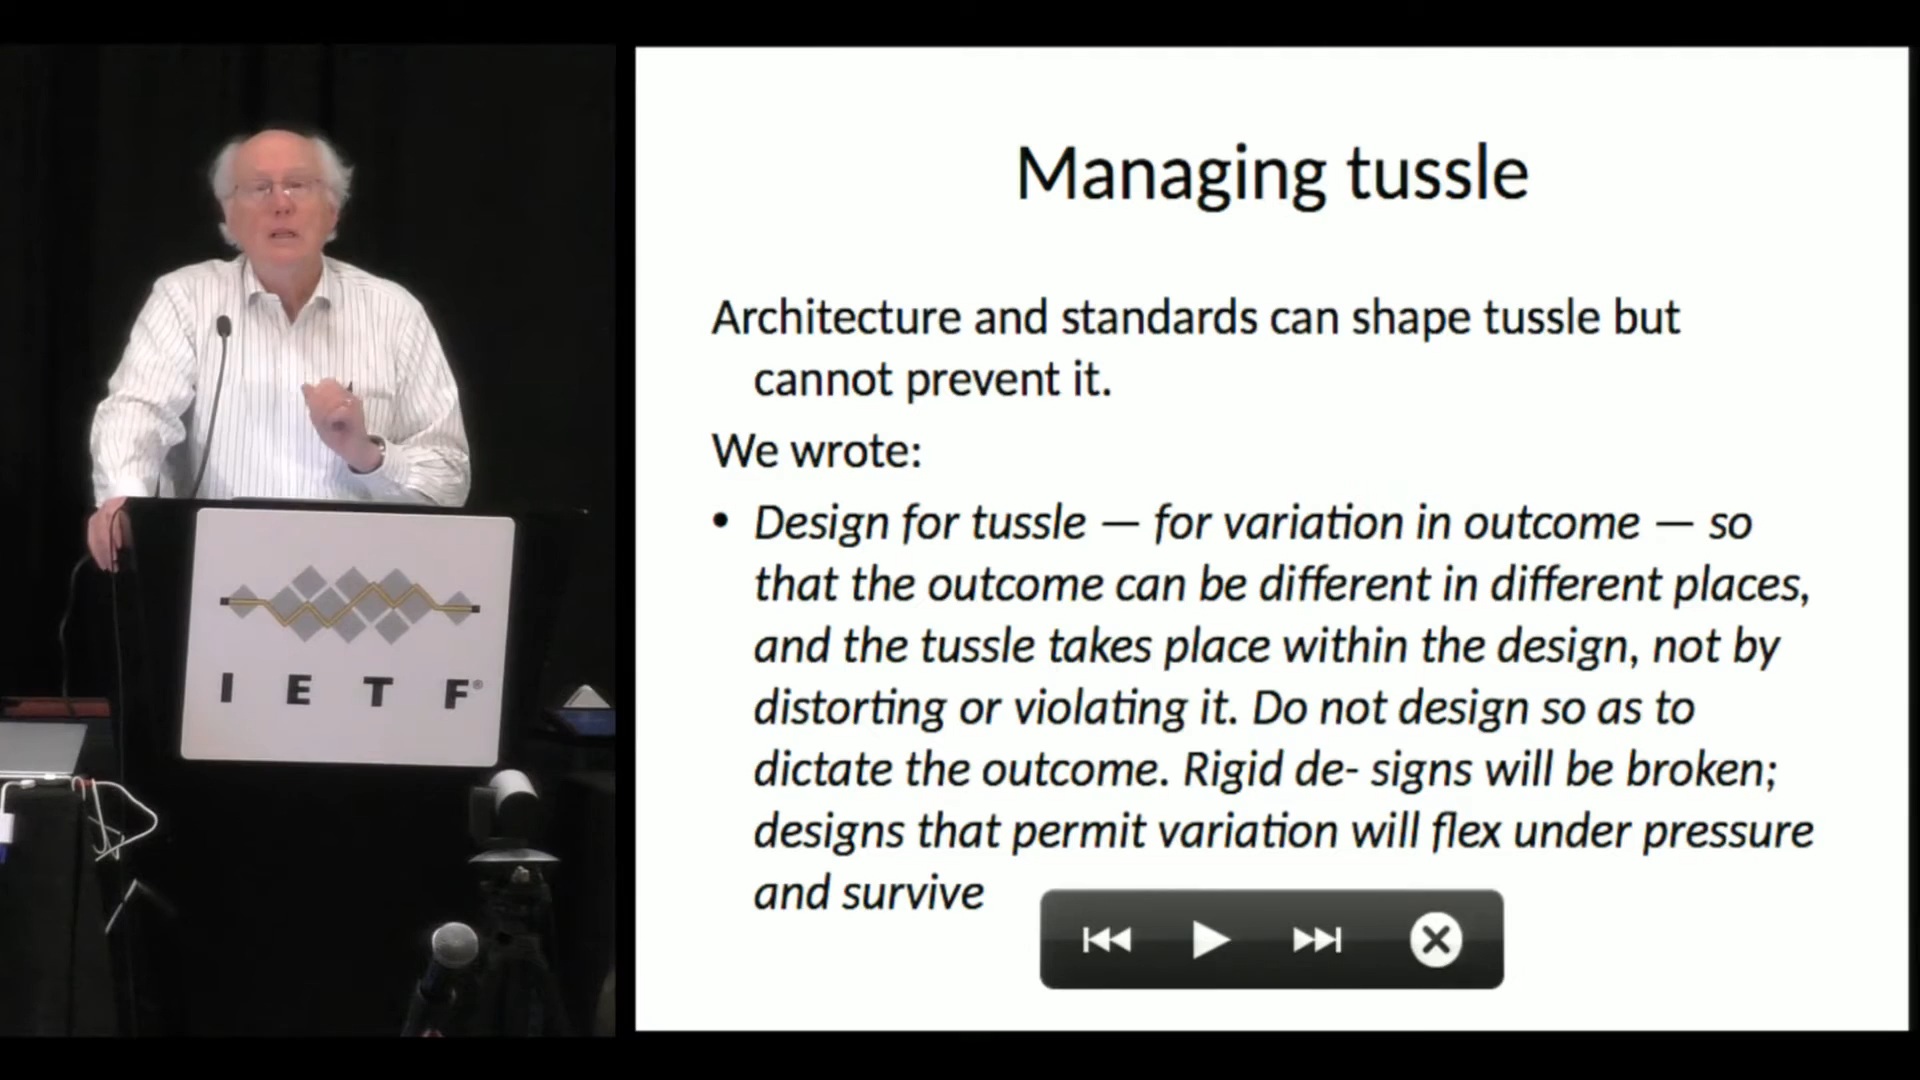 Managing tussle
Architecture and standards can shape tussle but
cannot prevent it.
We wrote:
• Design for tussle — for variation in outcome — so
that the outcome can be different in different places,
and the tussle takes place within the design, not by
distorting or violating it. Do not design so as to
dictate the outcome. Rigid de- signs will be broken;
designs that permit variation will flex under pressure
and survive
I E T F®